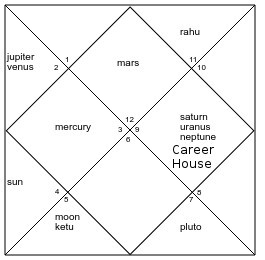 rahu
jupiter
venus
1
2
mars
11
10
mercury
12
3 9
6
saturn
uranus
neptune
Career
House
sun
4
5
8
7
moon
ketu
pluto